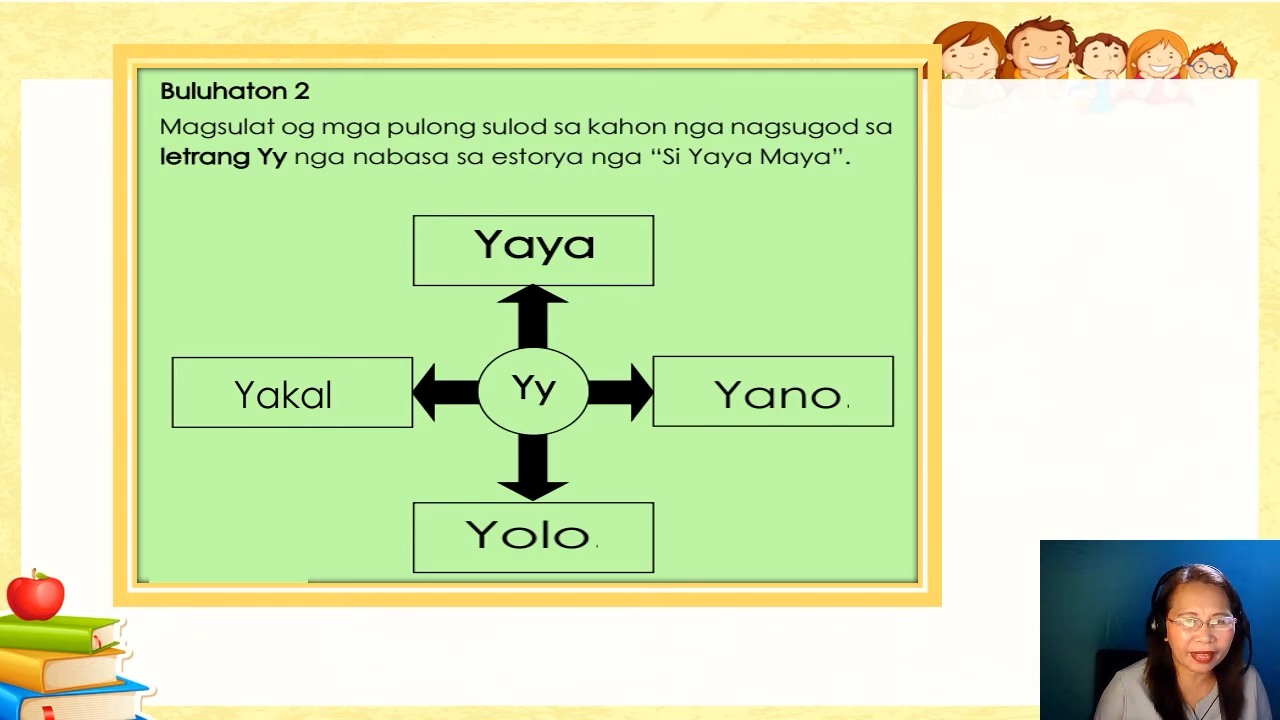 Buluhaton 2
Magsulat og mga pulong sulod sa kahon nga nagsugod sa
letrang Yy nga nabasa sa estorya nga “Si Yaya Maya”.
Yaya
Yakal
Yy
Yano.
Yolo.